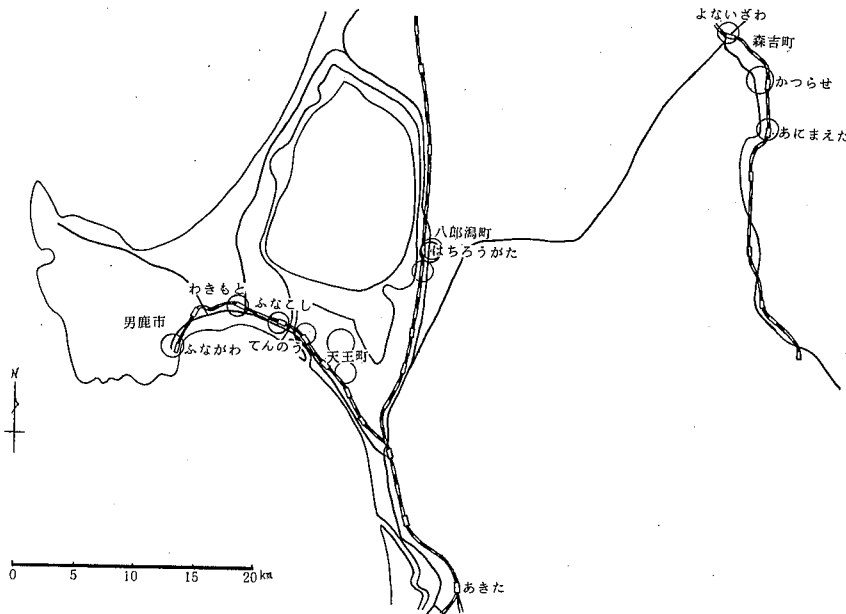 よないざわ
森吉町
かつらせ
あにまえだ
八郎潟町
はちろうがた
わきもと
ふなこし
男鹿市
てんのう
ふながわ
天王町
N
0 5 10 15 20 km
あきた